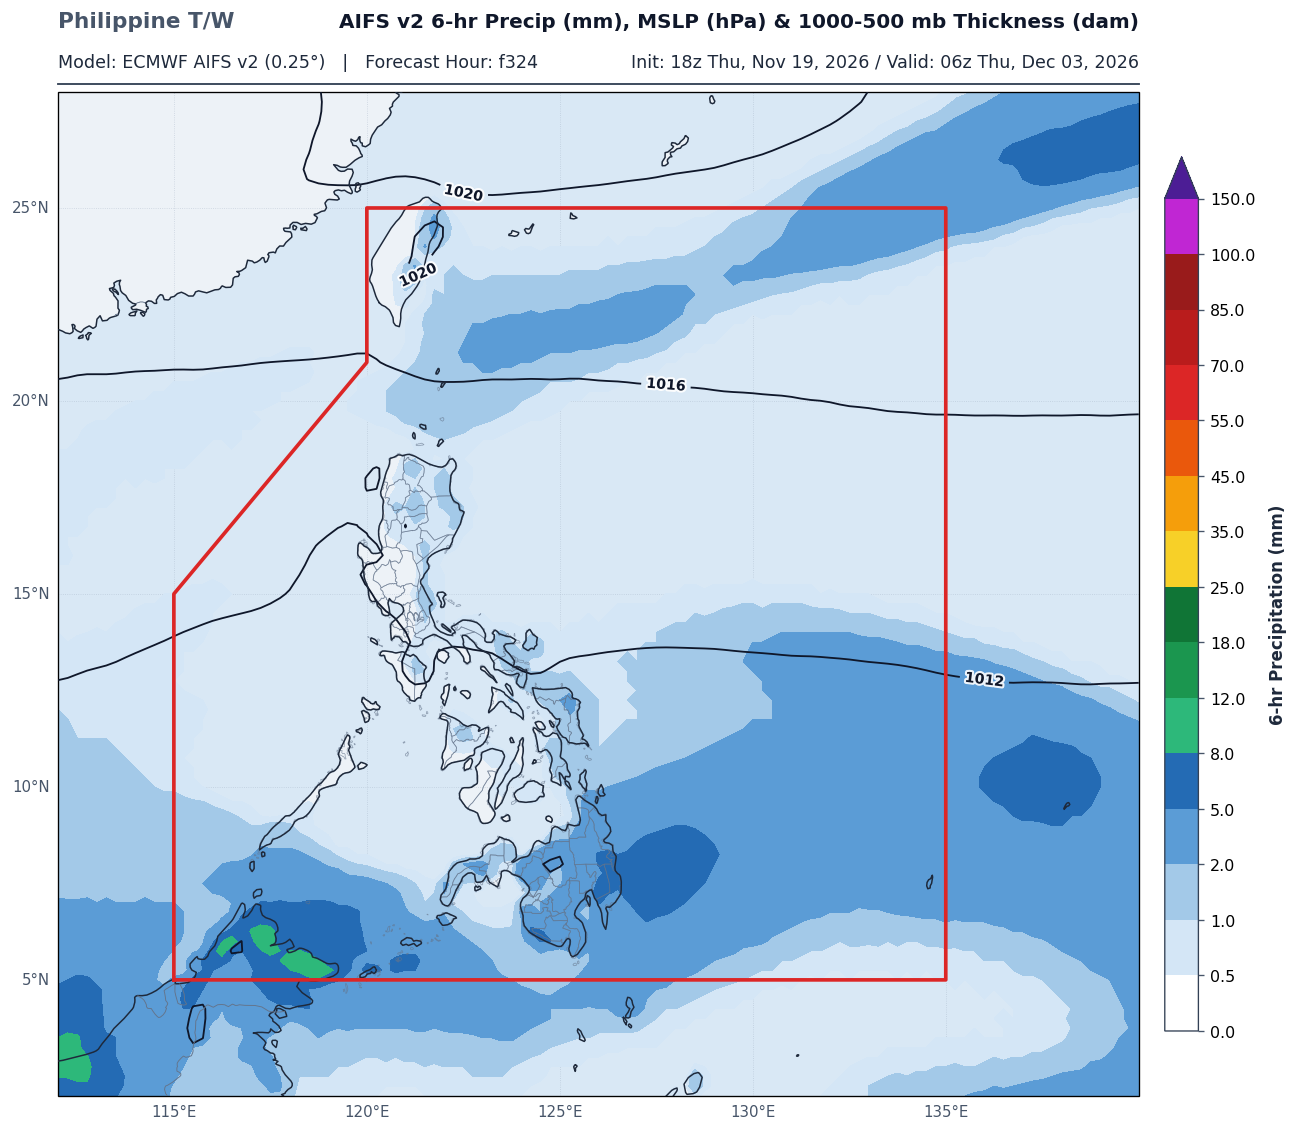 Philippine T/W
AIFS v2 6-hr Precip (mm), MSLP (hPa) & 1000-500 mb Thickness (dam)
Model: ECMWF AIFS v2 (0.25°) | Forecast Hour: f324
Init: 18z Thu, Nov 19, 2026 / Valid: 06z Thu, Dec 03, 2026
1020
25°N
1020
1016
20°N
15°N
1012
10°N
5°N
115°E
120°E
125°E
130°E
135°E
150.0
100.0
85.0
70.0
55.0
45.0
35.0
25.0
18.0
12.0
8.0
5.0
2.0
1.0
0.5
0.0
6-hr Precipitation (mm)